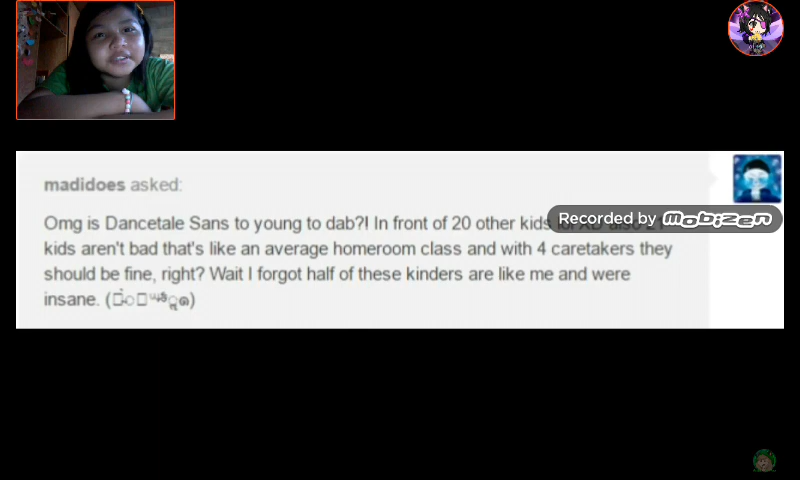 madidoes asked:
Omg is Dancetale Sans to young to dab?! In front of 20 other kids
Recorded by mobizen
kids aren't bad that's like an average homeroom class and with 4 caretakers they
should be fine, right? Wait I forgot half of these kinders are like me and were
insane.